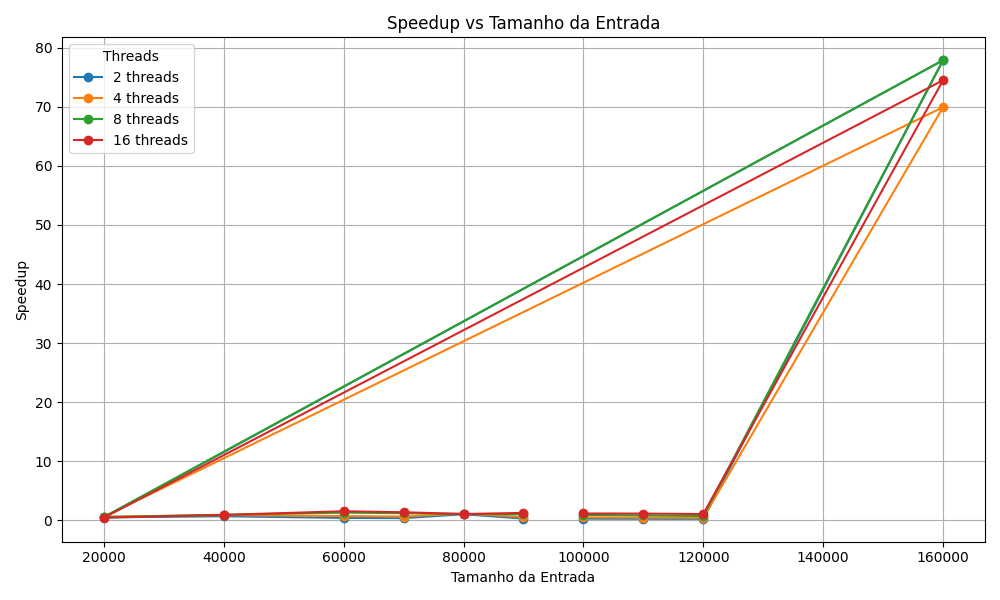 Speedup vs Tamanho da Entrada
Threads
2 threads
4 threads
8 threads
16 threads
Speedup
80
70
60
50
40
30
20
10
0
20000 40000 60000 80000 100000 120000 140000 160000
Tamanho da Entrada